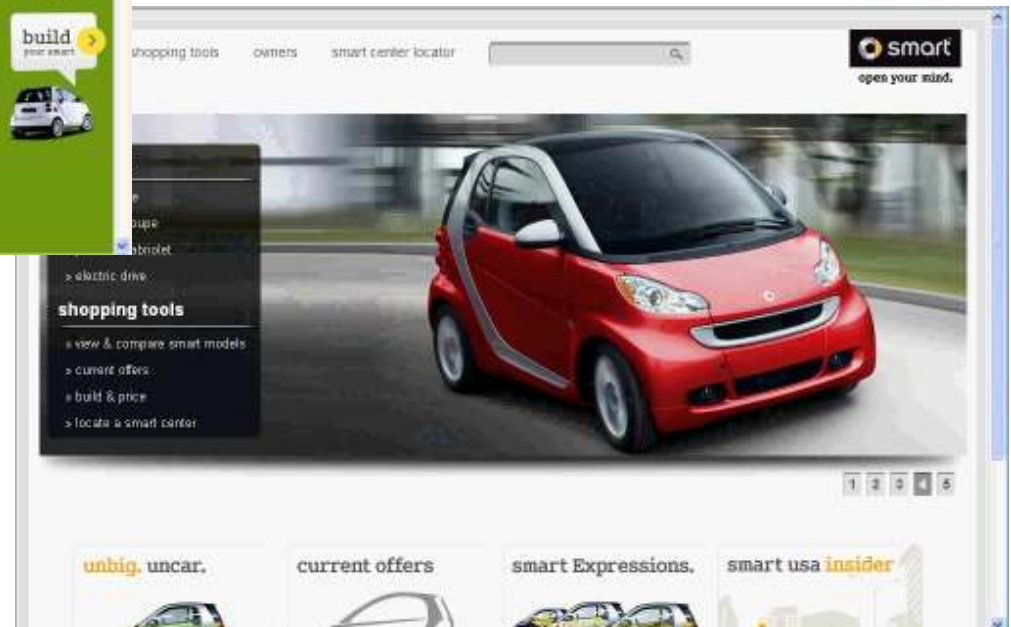 build
your smart
shopping tools
owners
smart center locator
smart
open your mind.
oupe
abriolet
» electric drive
shopping tools
» view & compare smart models
» current offers
» build & price
» locate a smart center
1 2 3 4 5
unbig. uncar.
current offers
smart Expressions.
smart usa insider